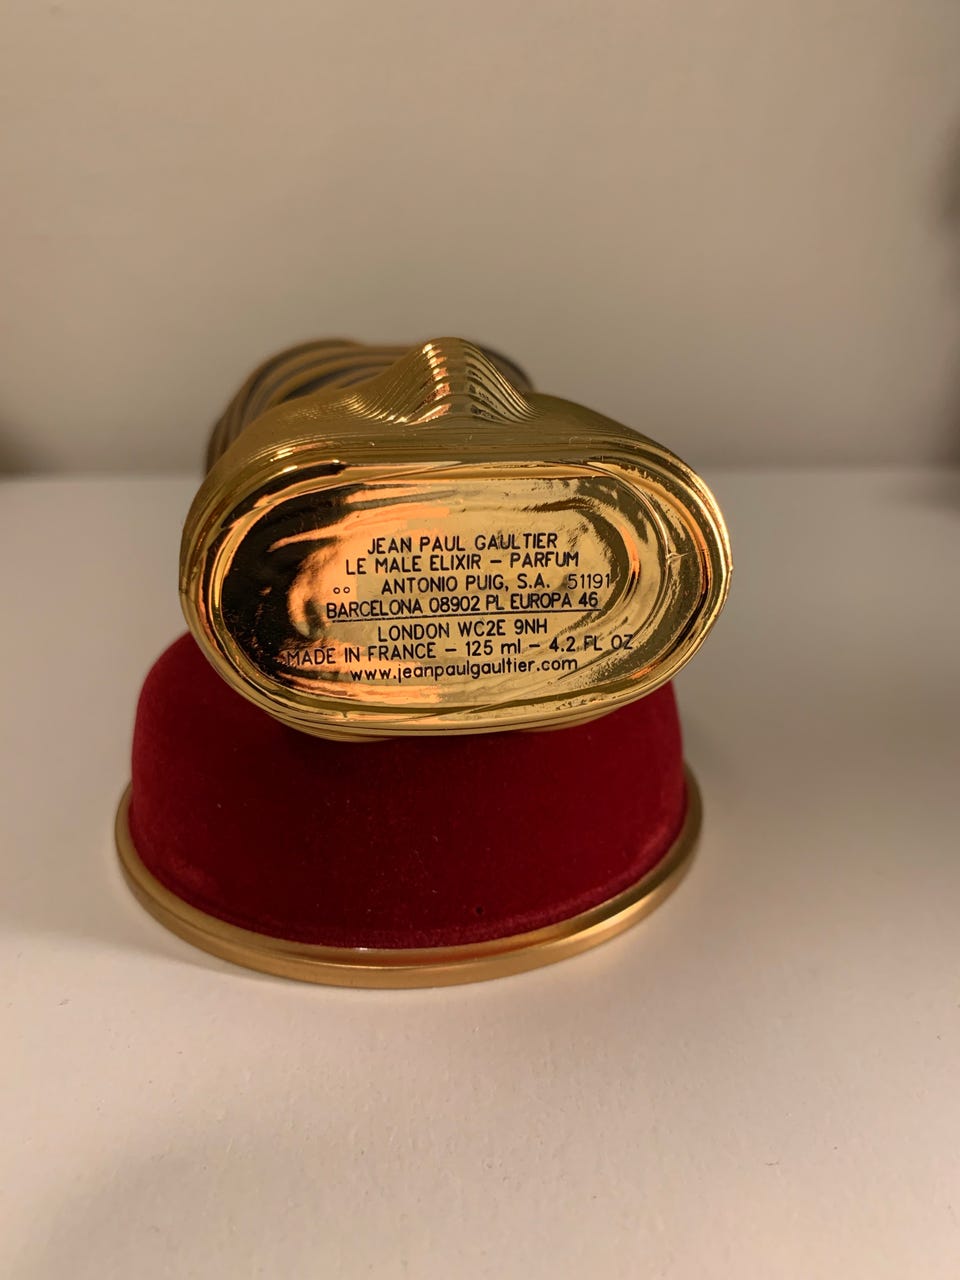 JEAN PAUL GAULTIER
LE MALE ELIXIR – PARFUM
ANTONIO PUIG, S.A. 51191
BARCELONA 08902 PL EUROPA 46
LONDON WC2E 9NH
MADE IN FRANCE – 125 ml – 4.2 FL OZ
www.jeanpaulgaultier.com